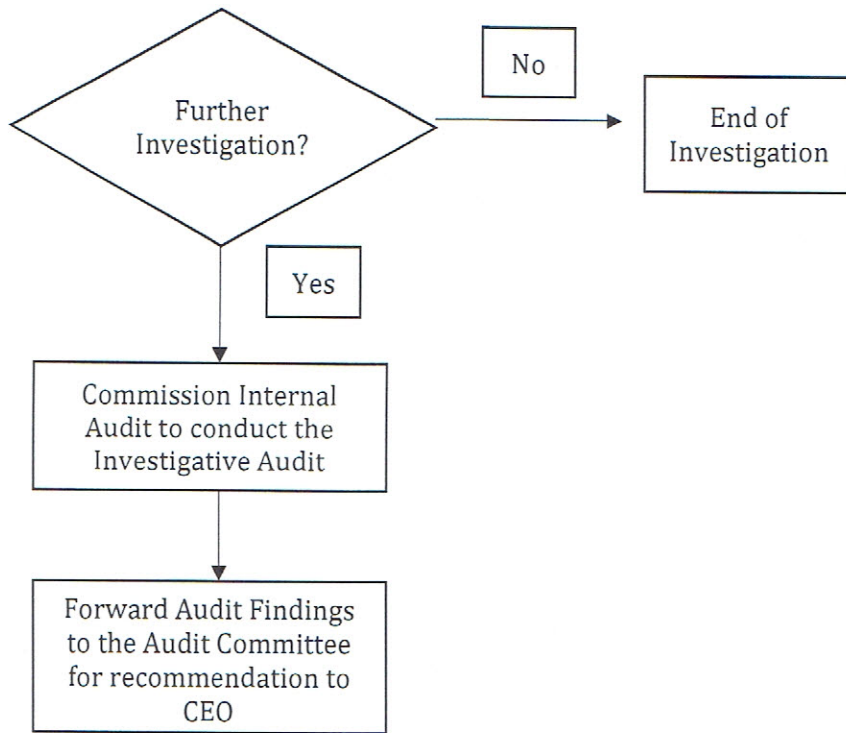 Further
Investigation?
No
End of
Investigation
Yes
Commission Internal
Audit to conduct the
Investigative Audit
Forward Audit Findings
to the Audit Committee
for recommendation to
CEO